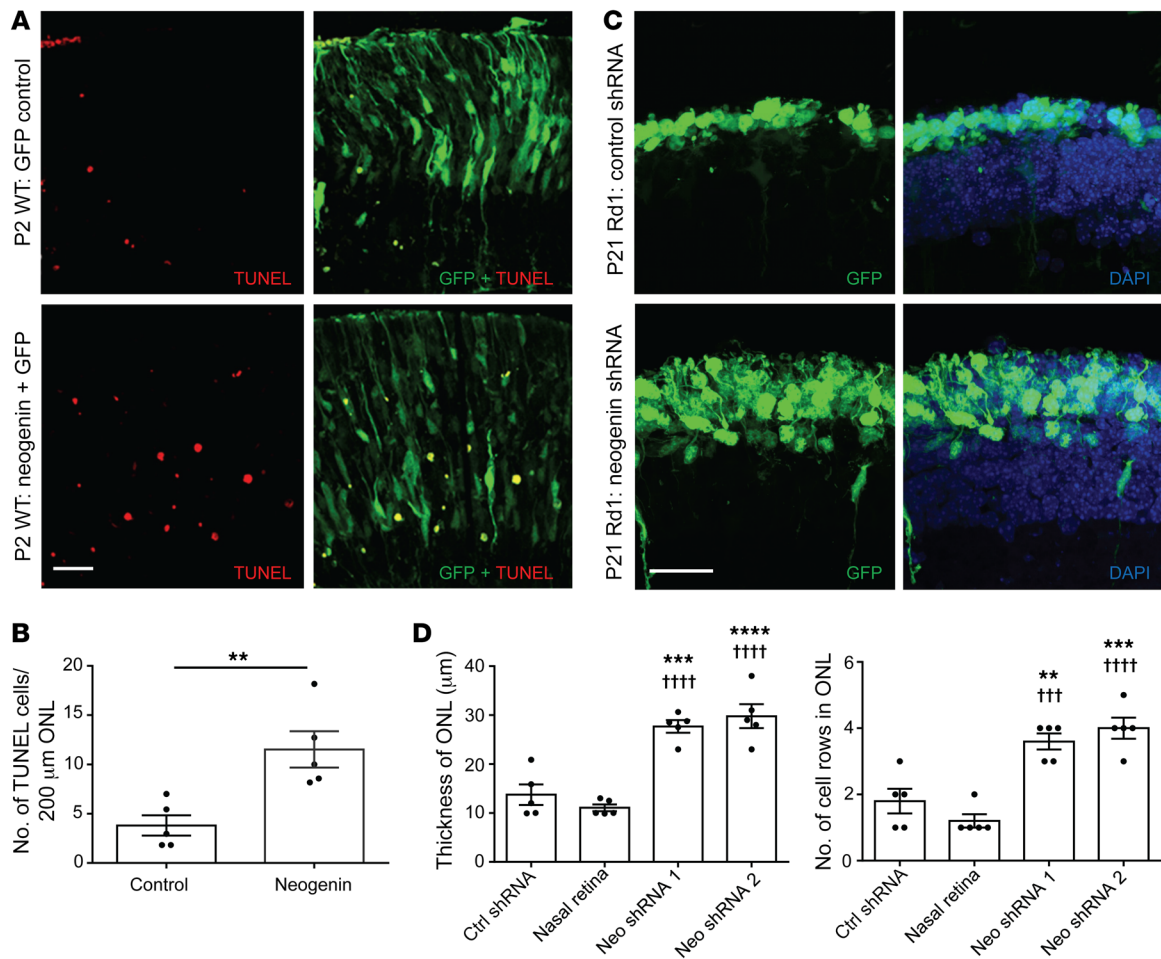 A
P2 WT: GFP control
TUNEL
GFP + TUNEL
P2 WT: neogenin + GFP
TUNEL
GFP + TUNEL
C
P21 Rd1: control shRNA
GFP
DAPI
P21 Rd1: neogenin shRNA
GFP
DAPI
B
No. of TUNEL cells/
200 μm ONL
20
15
10
5
0
**
Control
Neogenin
D
Thickness of ONL (μm)
40
30
20
10
0
***
††††
****
††††
Ctrl shRNA
Nasal retina
Neo shRNA 1
Neo shRNA 2
No. of cell rows in ONL
6
4
2
0
**
†††
***
††††
Ctrl shRNA
Nasal retina
Neo shRNA 1
Neo shRNA 2